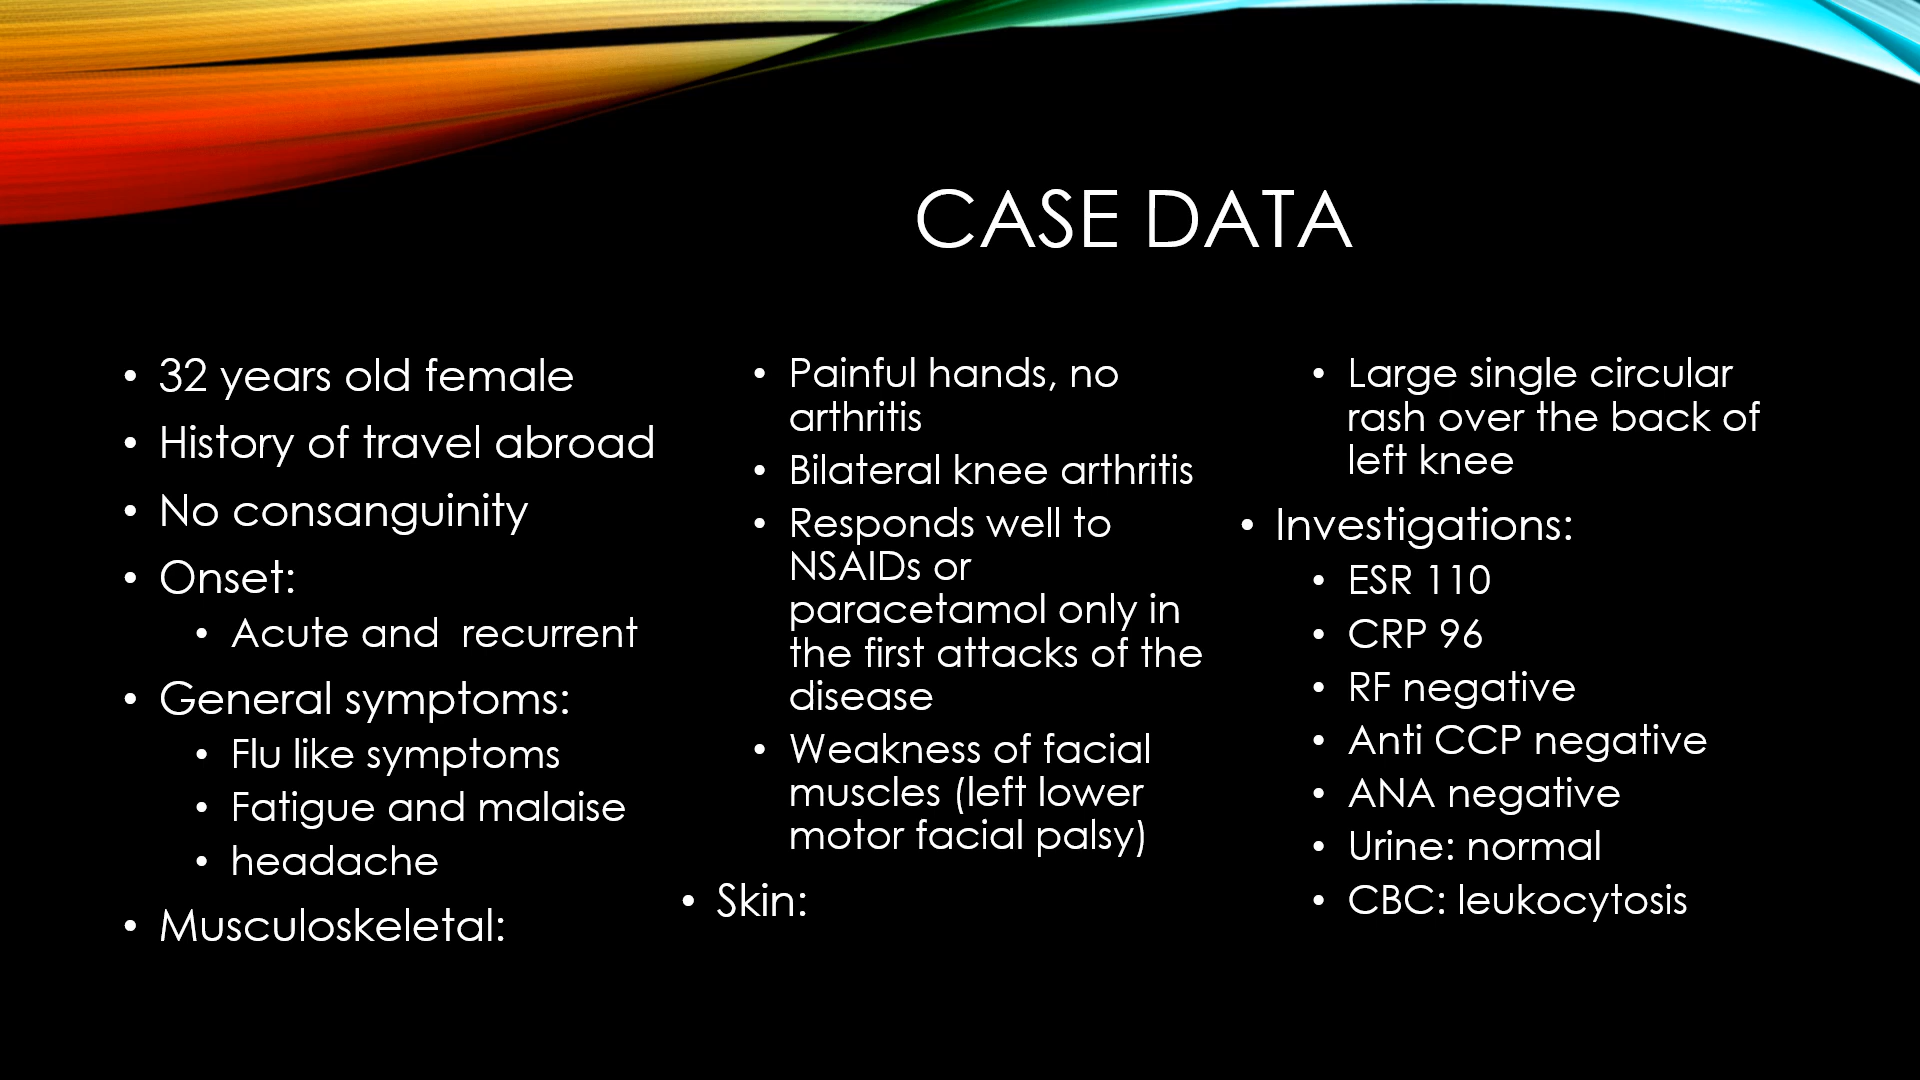 CASE DATA
• 32 years old female
• History of travel abroad
• No consanguinity
• Onset:
• Acute and  recurrent
• General symptoms:
• Flu like symptoms
• Fatigue and malaise
• headache
• Musculoskeletal:
• Painful hands, no
arthritis
• Bilateral knee arthritis
• Responds well to
NSAIDs or
paracetamol only in
the first attacks of the
disease
• Weakness of facial
muscles (left lower
motor facial palsy)
• Skin:
• Large single circular
rash over the back of
left knee
• Investigations:
• ESR 110
• CRP 96
• RF negative
• Anti CCP negative
• ANA negative
• Urine: normal
• CBC: leukocytosis